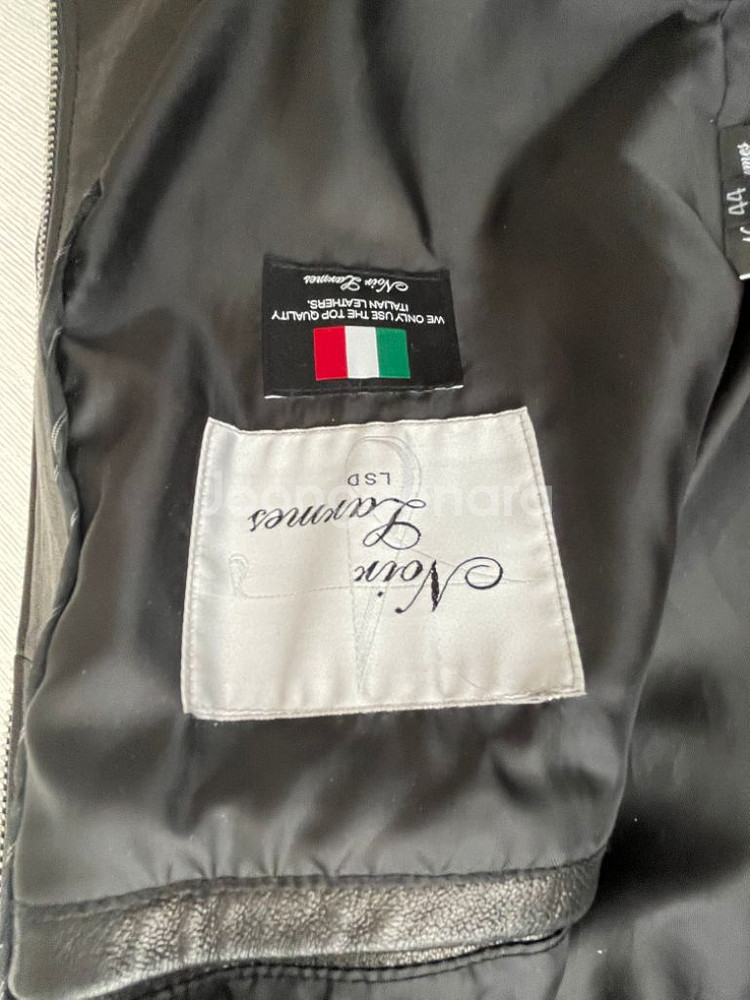 Noir
Larmes
LSD
WE ONLY USE THE TOP QUALITY
ITALIAN LEATHERS.
Noir Larmes
44